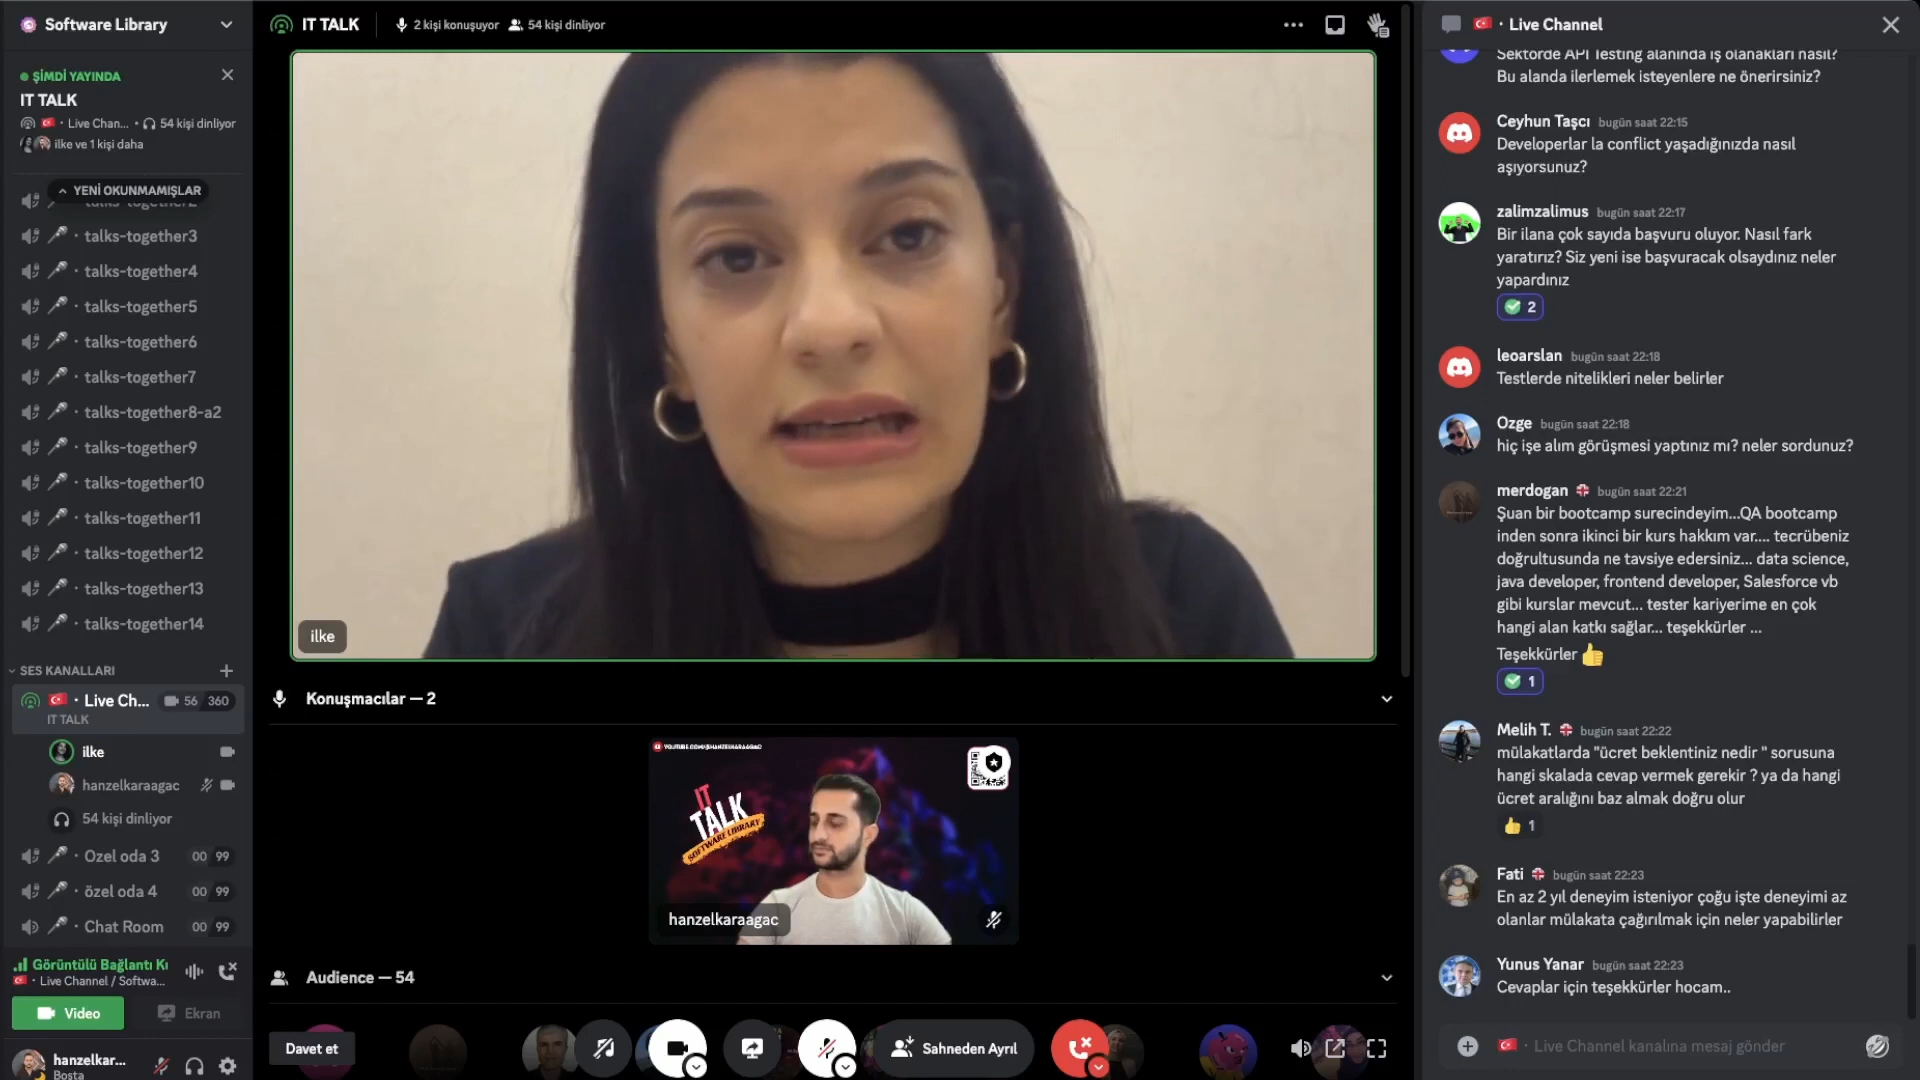 Software Library
ŞİMDİ YAYINDA
IT TALK
· Live Chan... • 54 kişi dinliyor
ilke ve 1 kişi daha
YENİ OKUNMAMIŞLAR
talks-together2
· talks-together3
· talks-together4
· talks-together5
· talks-together6
· talks-together7
· talks-together8-a2
· talks-together9
· talks-together10
· talks-together11
· talks-together12
· talks-together13
· talks-together14
SES KANALLARI
· Live Ch... 56 360
IT TALK
ilke
hanzelkaraagac
54 kişi dinliyor
· Ozel oda 3 00 99
· özel oda 4 00 99
· Chat Room 00 99
Görüntülü Bağlantı Kı
· Live Channel / Softwa...
Video
Ekran
hanzelkar...
Bosta
IT TALK
2 kişi konuşuyor 54 kişi dinliyor
ilke
Konuşmacılar — 2
YOUTUBE.COM/@HANZELKARAAGAC
IT
TALK
SOFTWARE LIBRARY
hanzelkaraagac
Audience — 54
Davet et
Sahneden Ayrıl
· Live Channel
Sektörde API Testing alanında iş olanakları nasıl?
Bu alanda ilerlemek isteyenlere ne önerirsiniz?
Ceyhun Taşcı bugün saat 22:15
Developerlar la conflict yaşadığınızda nasıl
aşıyorsunuz?
zalimzalimus bugün saat 22:17
Bir ilana çok sayıda başvuru oluyor. Nasıl fark
yaratırız? Siz yeni ise başvuracak olsaydınız neler
yapardınız
2
leoarslan bugün saat 22:18
Testlerde nitelikleri neler belirler
Ozge bugün saat 22:18
hiç işe alım görüşmesi yaptınız mı? neler sordunuz?
merdogan bugün saat 22:21
Şuan bir bootcamp surecindeyim...QA bootcamp
inden sonra ikinci bir kurs hakkım var.... tecrübeniz
doğrultusunda ne tavsiye edersiniz... data science,
java developer, frontend developer, Salesforce vb
gibi kurslar mevcut... tester kariyerime en çok
hangi alan katkı sağlar... teşekkürler ...
Teşekkürler 👍
1
Melih T. bugün saat 22:22
mülakatlarda "ücret beklentiniz nedir " sorusuna
hangi skalada cevap vermek gerekir ? ya da hangi
ücret aralığını baz almak doğru olur
👍 1
Fati bugün saat 22:23
En az 2 yıl deneyim isteniyor çoğu işte deneyimi az
olanlar mülakata çağırılmak için neler yapabilirler
Yunus Yanar bugün saat 22:23
Cevaplar için teşekkürler hocam..
· Live Channel kanalına mesaj gönder